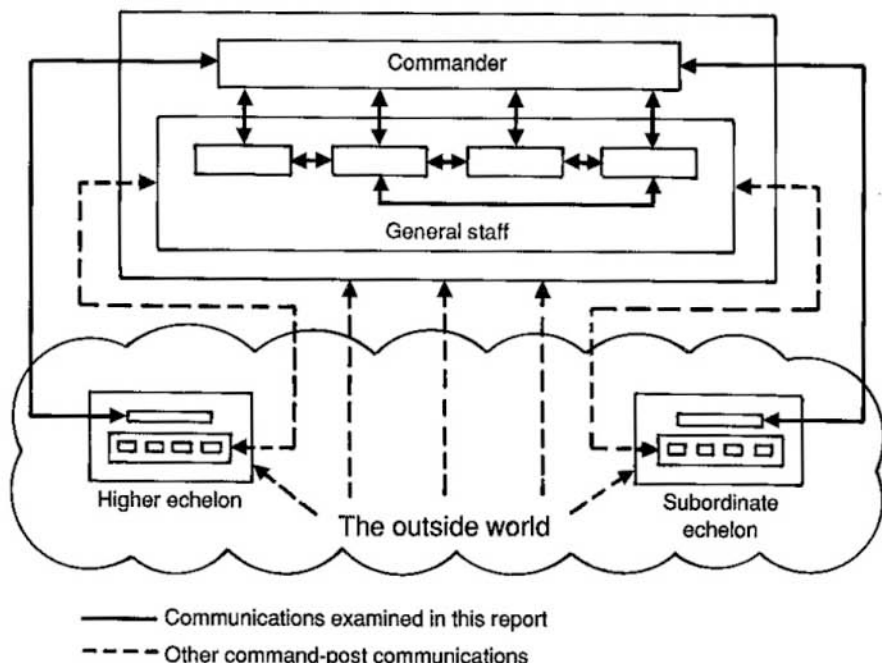 Commander
General staff
Higher echelon
Subordinate
echelon
The outside world
Communications examined in this report
Other command-post communications